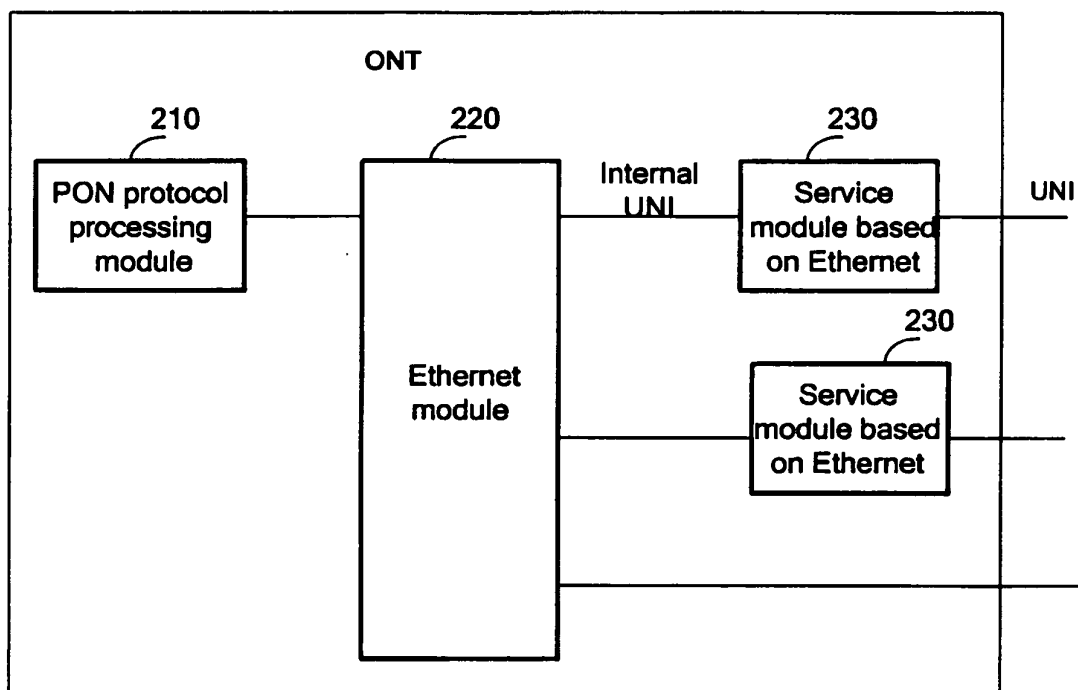 ONT
210
220
230
PON protocol
processing
module
Internal
UNI
Service
module based
on Ethernet
UNI
230
Ethernet
module
Service
module based
on Ethernet